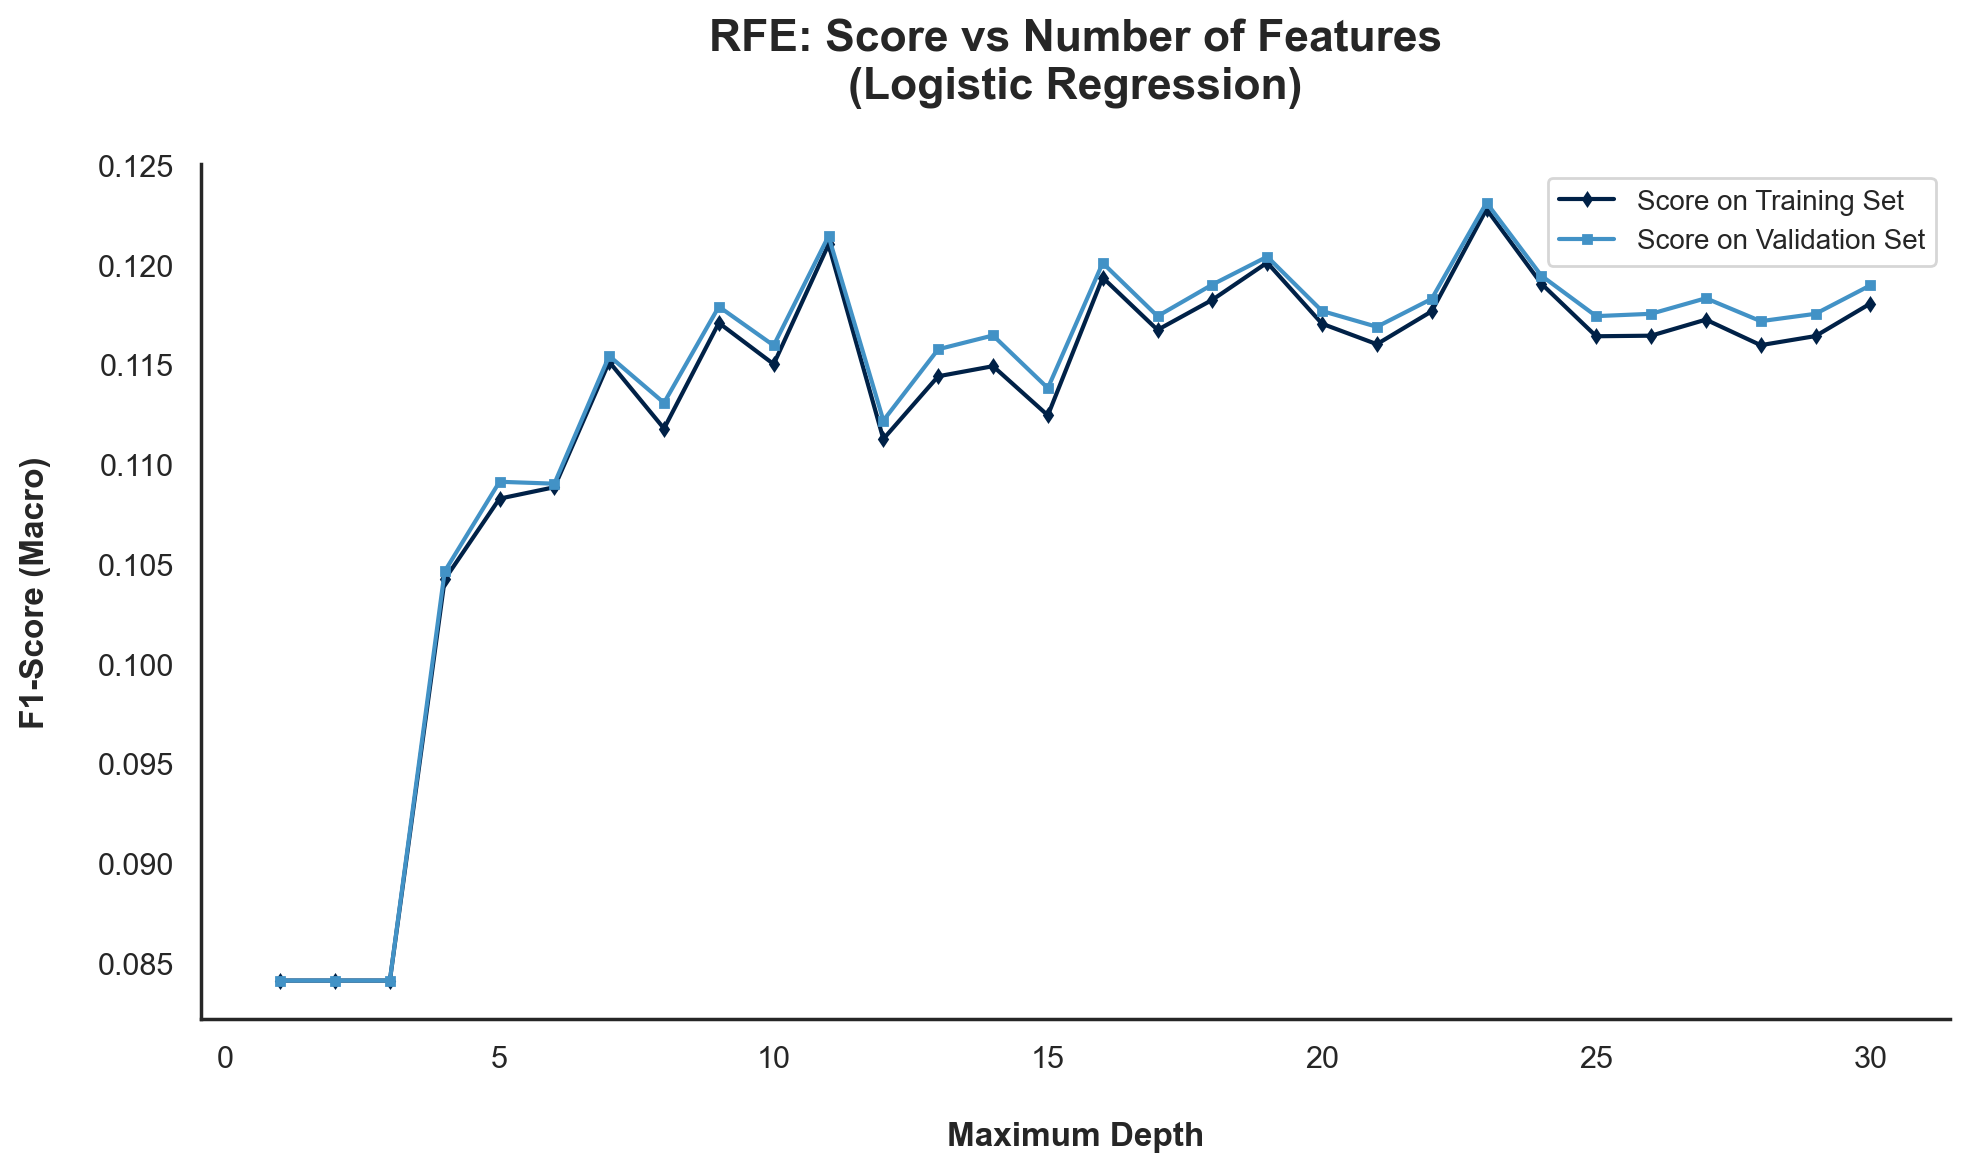 RFE: Score vs Number of Features
(Logistic Regression)
0.125
0.120
0.115
0.110
0.105
0.100
0.095
0.090
0.085
F1-Score (Macro)
Score on Training Set
Score on Validation Set
0 5 10 15 20 25 30
Maximum Depth